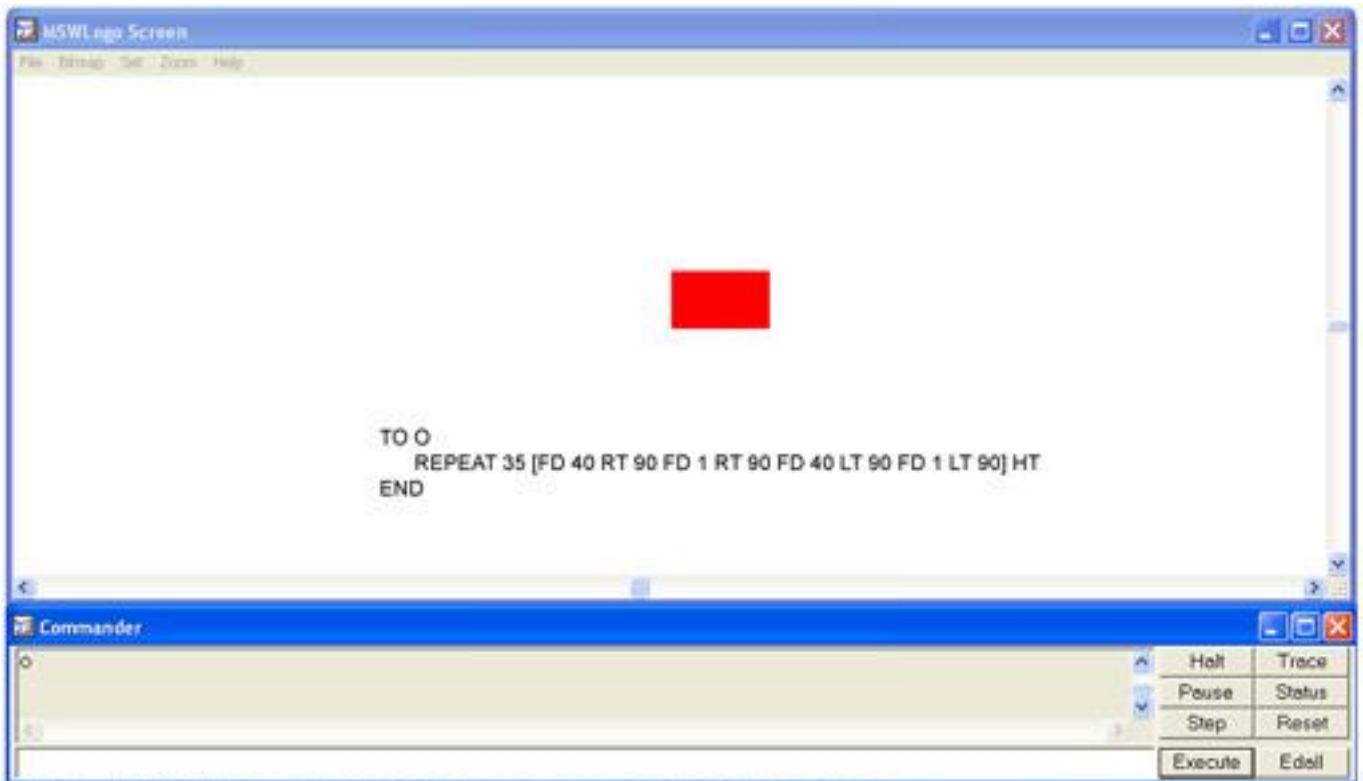 MSWLogo Screen
File Bitmap Set Zoom Help
TO O
REPEAT 35 [FD 40 RT 90 FD 1 RT 90 FD 40 LT 90 FD 1 LT 90] HT
END
Commander
O
Halt Trace
Pause Status
Step Reset
Execute Edall